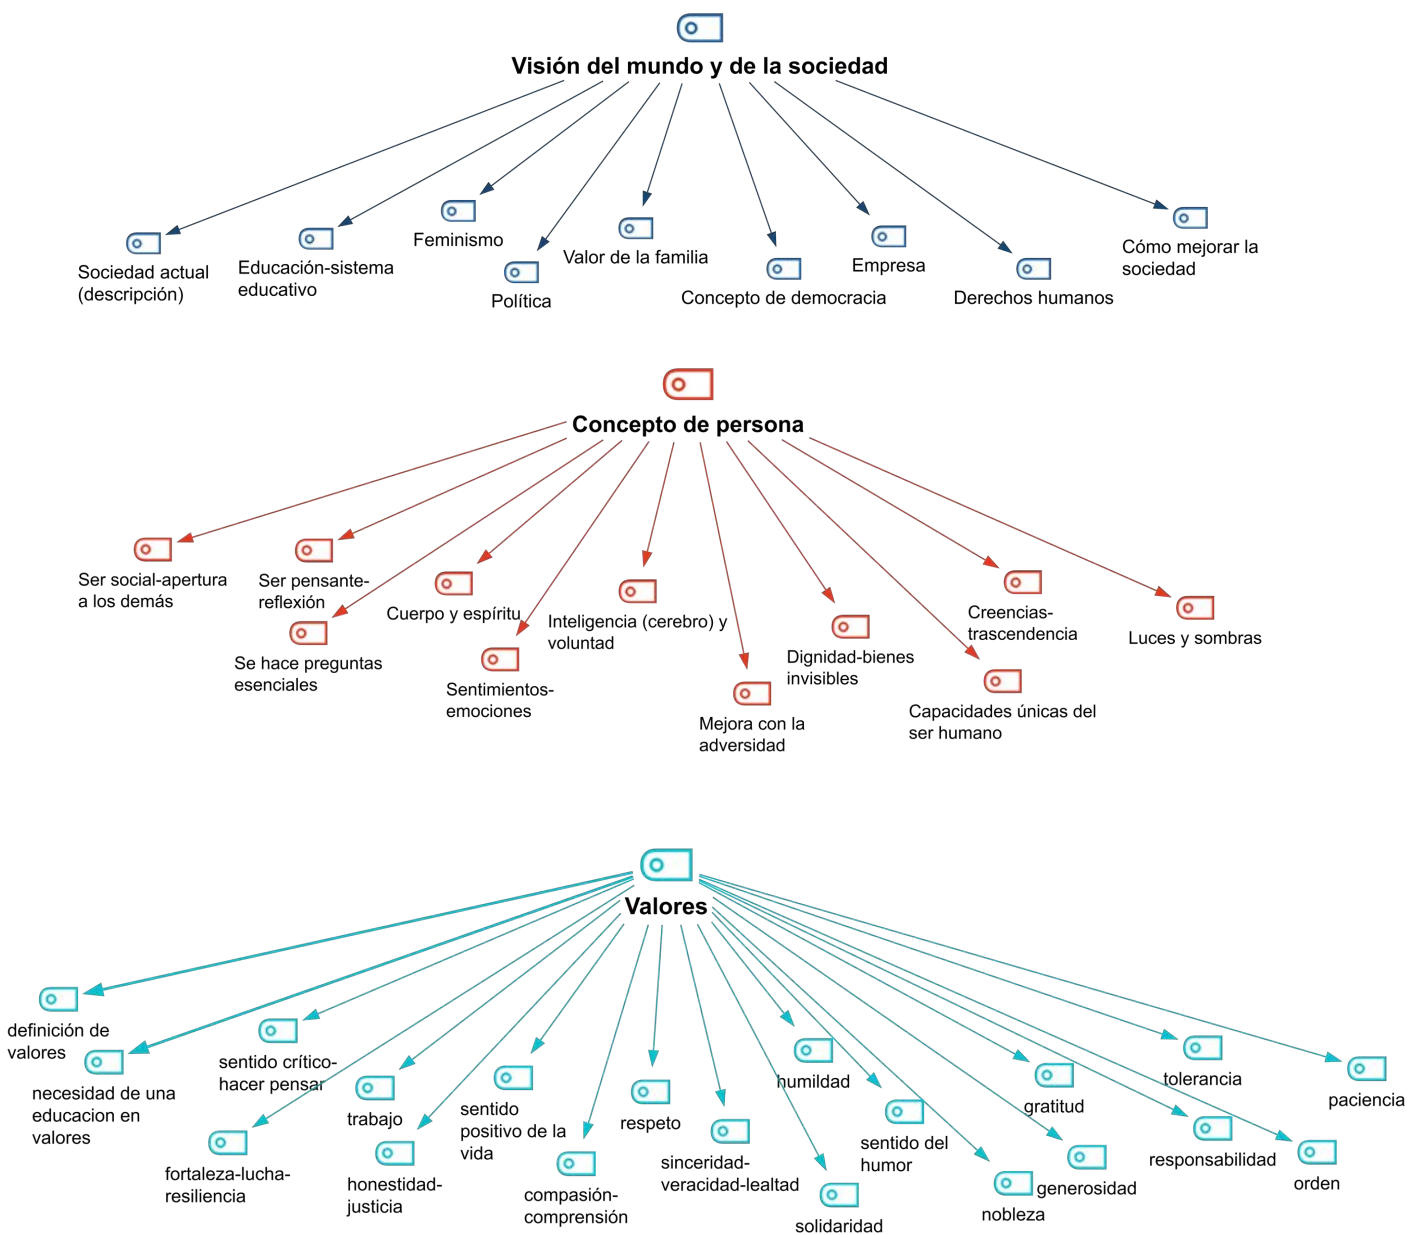 Visión del mundo y de la sociedad
Sociedad actual
(descripción)
Educación-sistema
educativo
Feminismo
Política
Valor de la familia
Concepto de democracia
Empresa
Derechos humanos
Cómo mejorar la
sociedad
Concepto de persona
Ser social-apertura
a los demás
Ser pensante-
reflexión
Se hace preguntas
esenciales
Cuerpo y espíritu
Sentimientos-
emociones
Inteligencia (cerebro) y
voluntad
Mejora con la
adversidad
Dignidad-bienes
invisibles
Capacidades únicas del
ser humano
Creencias-
trascendencia
Luces y sombras
Valores
definición de
valores
necesidad de una
educacion en
valores
sentido crítico-
hacer pensar
fortaleza-lucha-
resiliencia
trabajo
honestidad-
justicia
sentido
positivo de la
vida
compasión-
comprensión
respeto
sinceridad-
veracidad-lealtad
humildad
solidaridad
sentido del
humor
nobleza
gratitud
generosidad
tolerancia
responsabilidad
orden
paciencia